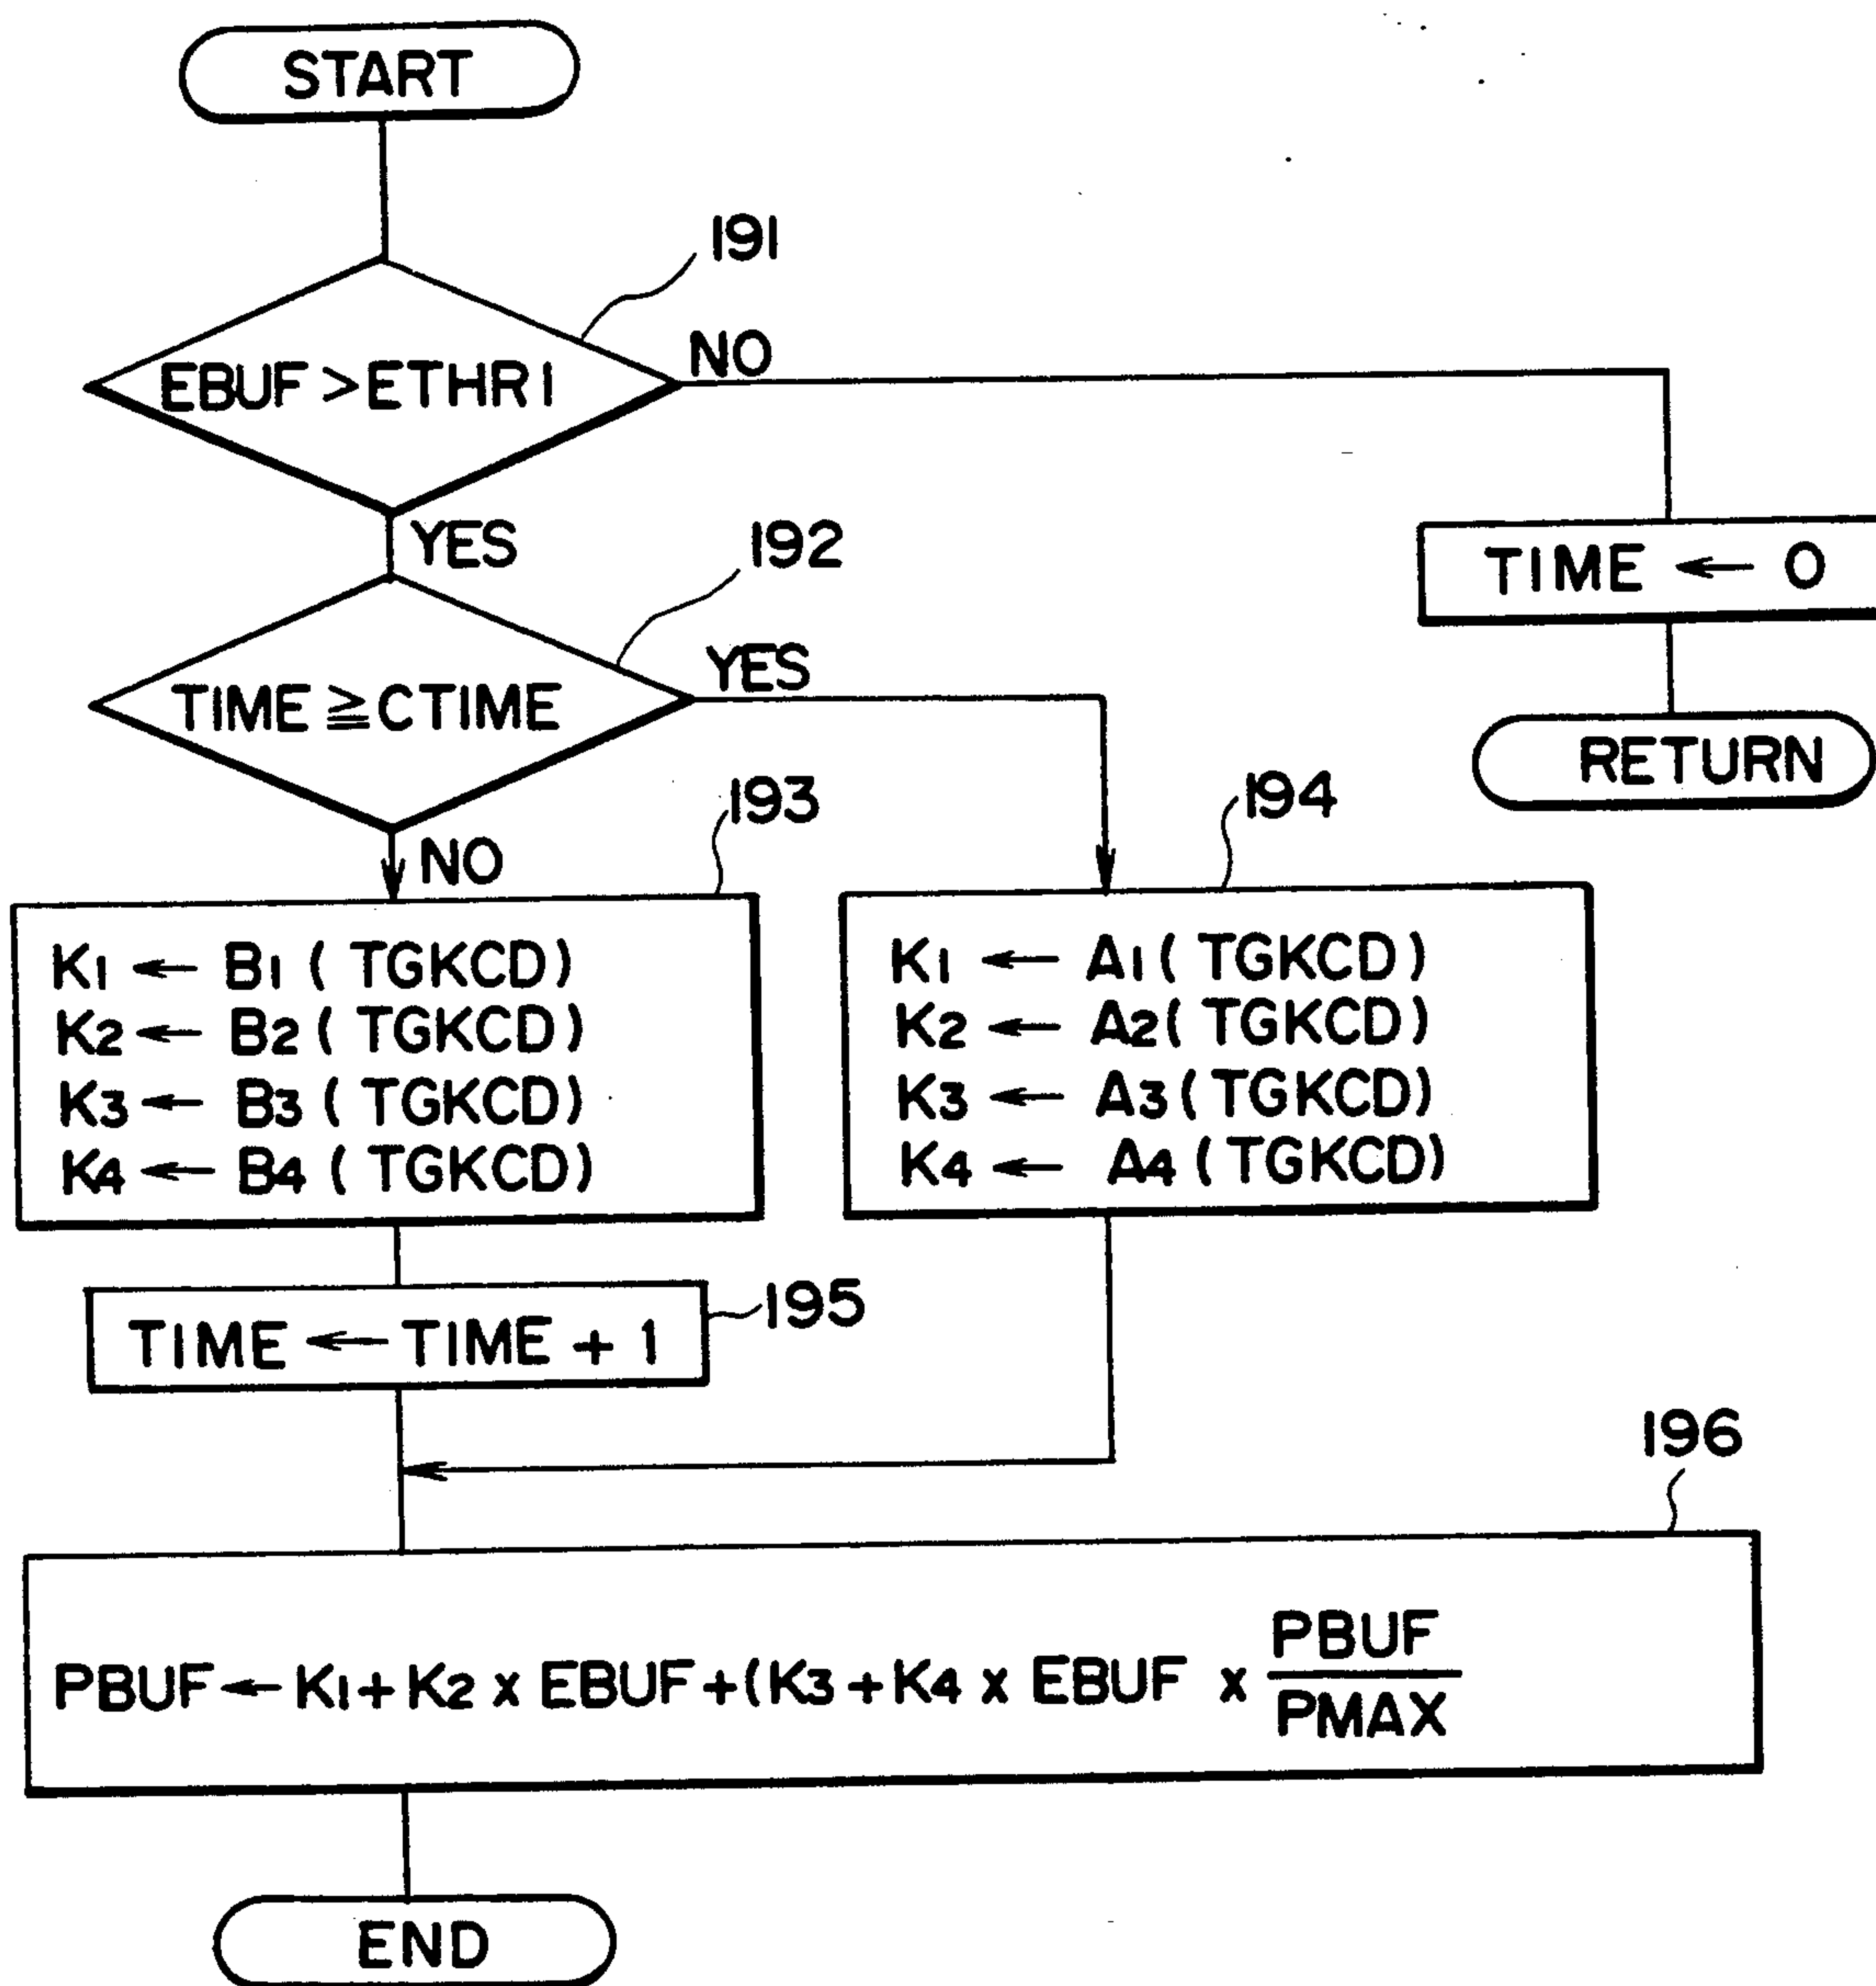 START
191
EBUF >ETHR1
NO
YES
192
TIME ← 0
TIME ≧ CTIME
YES
RETURN
193
194
NO
K1 ← B1 ( TGKCD)
K2 ← B2 ( TGKCD)
K3 ← B3 ( TGKCD)
K4 ← B4 ( TGKCD)
K1 ← A1 ( TGKCD)
K2 ← A2 ( TGKCD)
K3 ← A3 ( TGKCD)
K4 ← A4 ( TGKCD)
195
TIME ← TIME + 1
196
PBUF ← K1 + K2 x EBUF + (K3 + K4 x EBUF x PBUF
PMAX
END